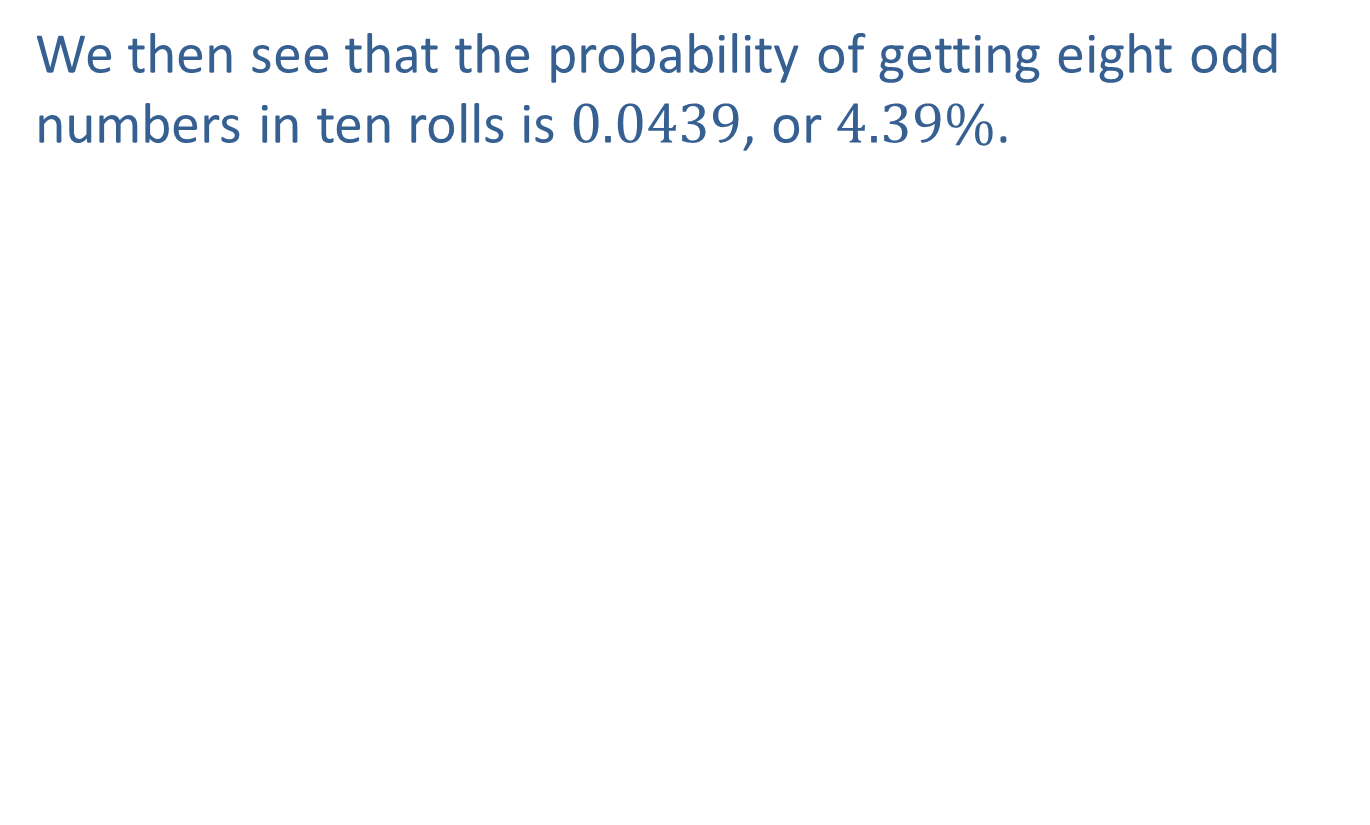 We then see that the probability of getting eight odd
numbers in ten rolls is 0.0439, or 4.39%.